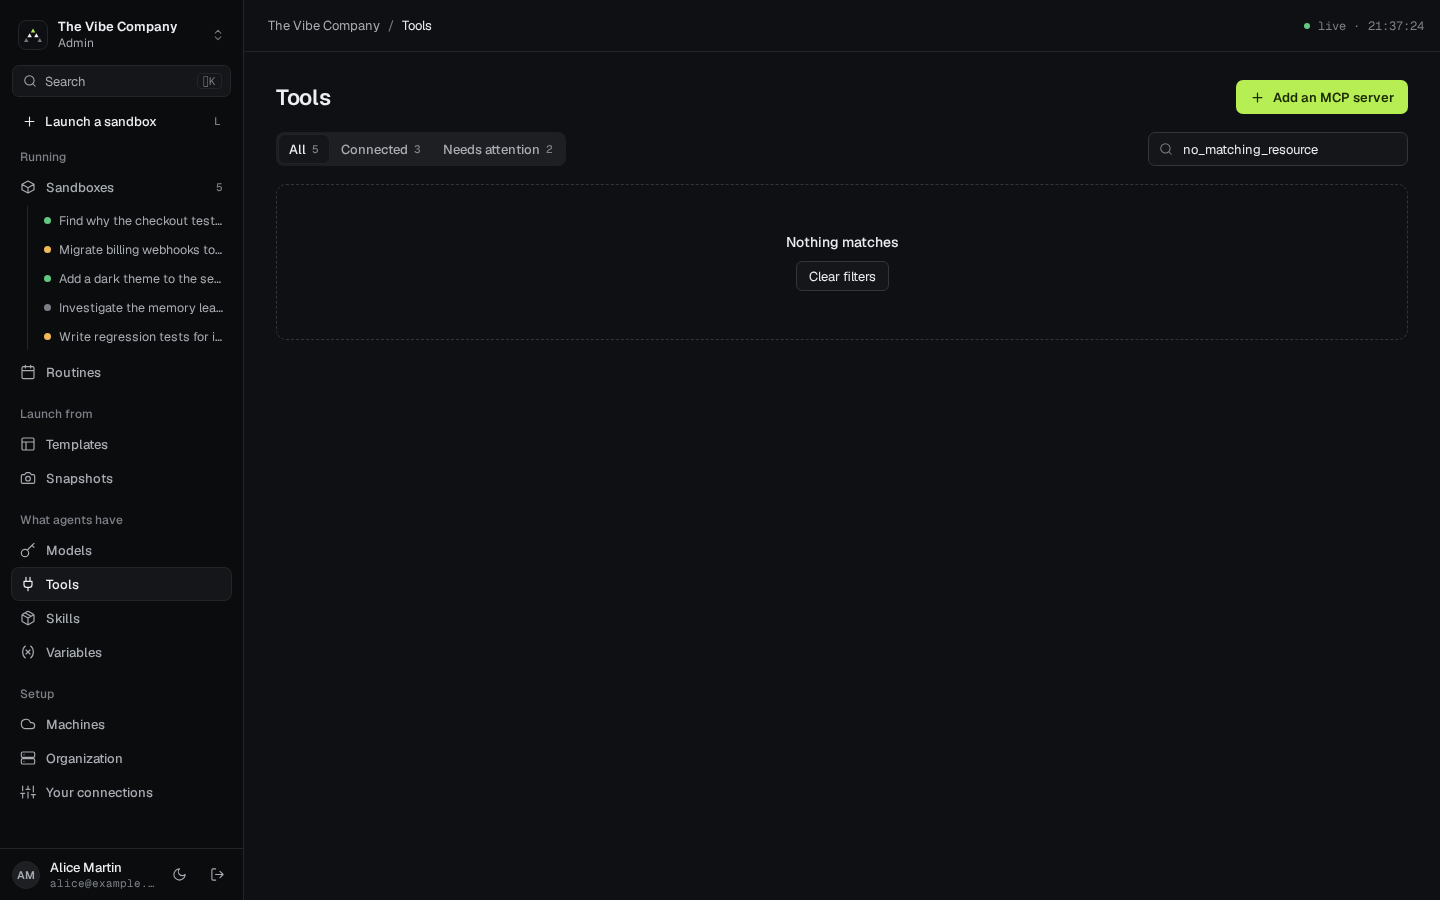 The Vibe Company
Admin
Search
K
Launch a sandbox L
Running
Sandboxes 5
Find why the checkout test…
Migrate billing webhooks to…
Add a dark theme to the se…
Investigate the memory lea…
Write regression tests for i…
Routines
Launch from
Templates
Snapshots
What agents have
Models
Tools
Skills
Variables
Setup
Machines
Organization
Your connections
AM
Alice Martin
alice@example.…
The Vibe Company / Tools
live · 21:37:24
Tools
Add an MCP server
All 5 Connected 3 Needs attention 2
no_matching_resource
Nothing matches
Clear filters